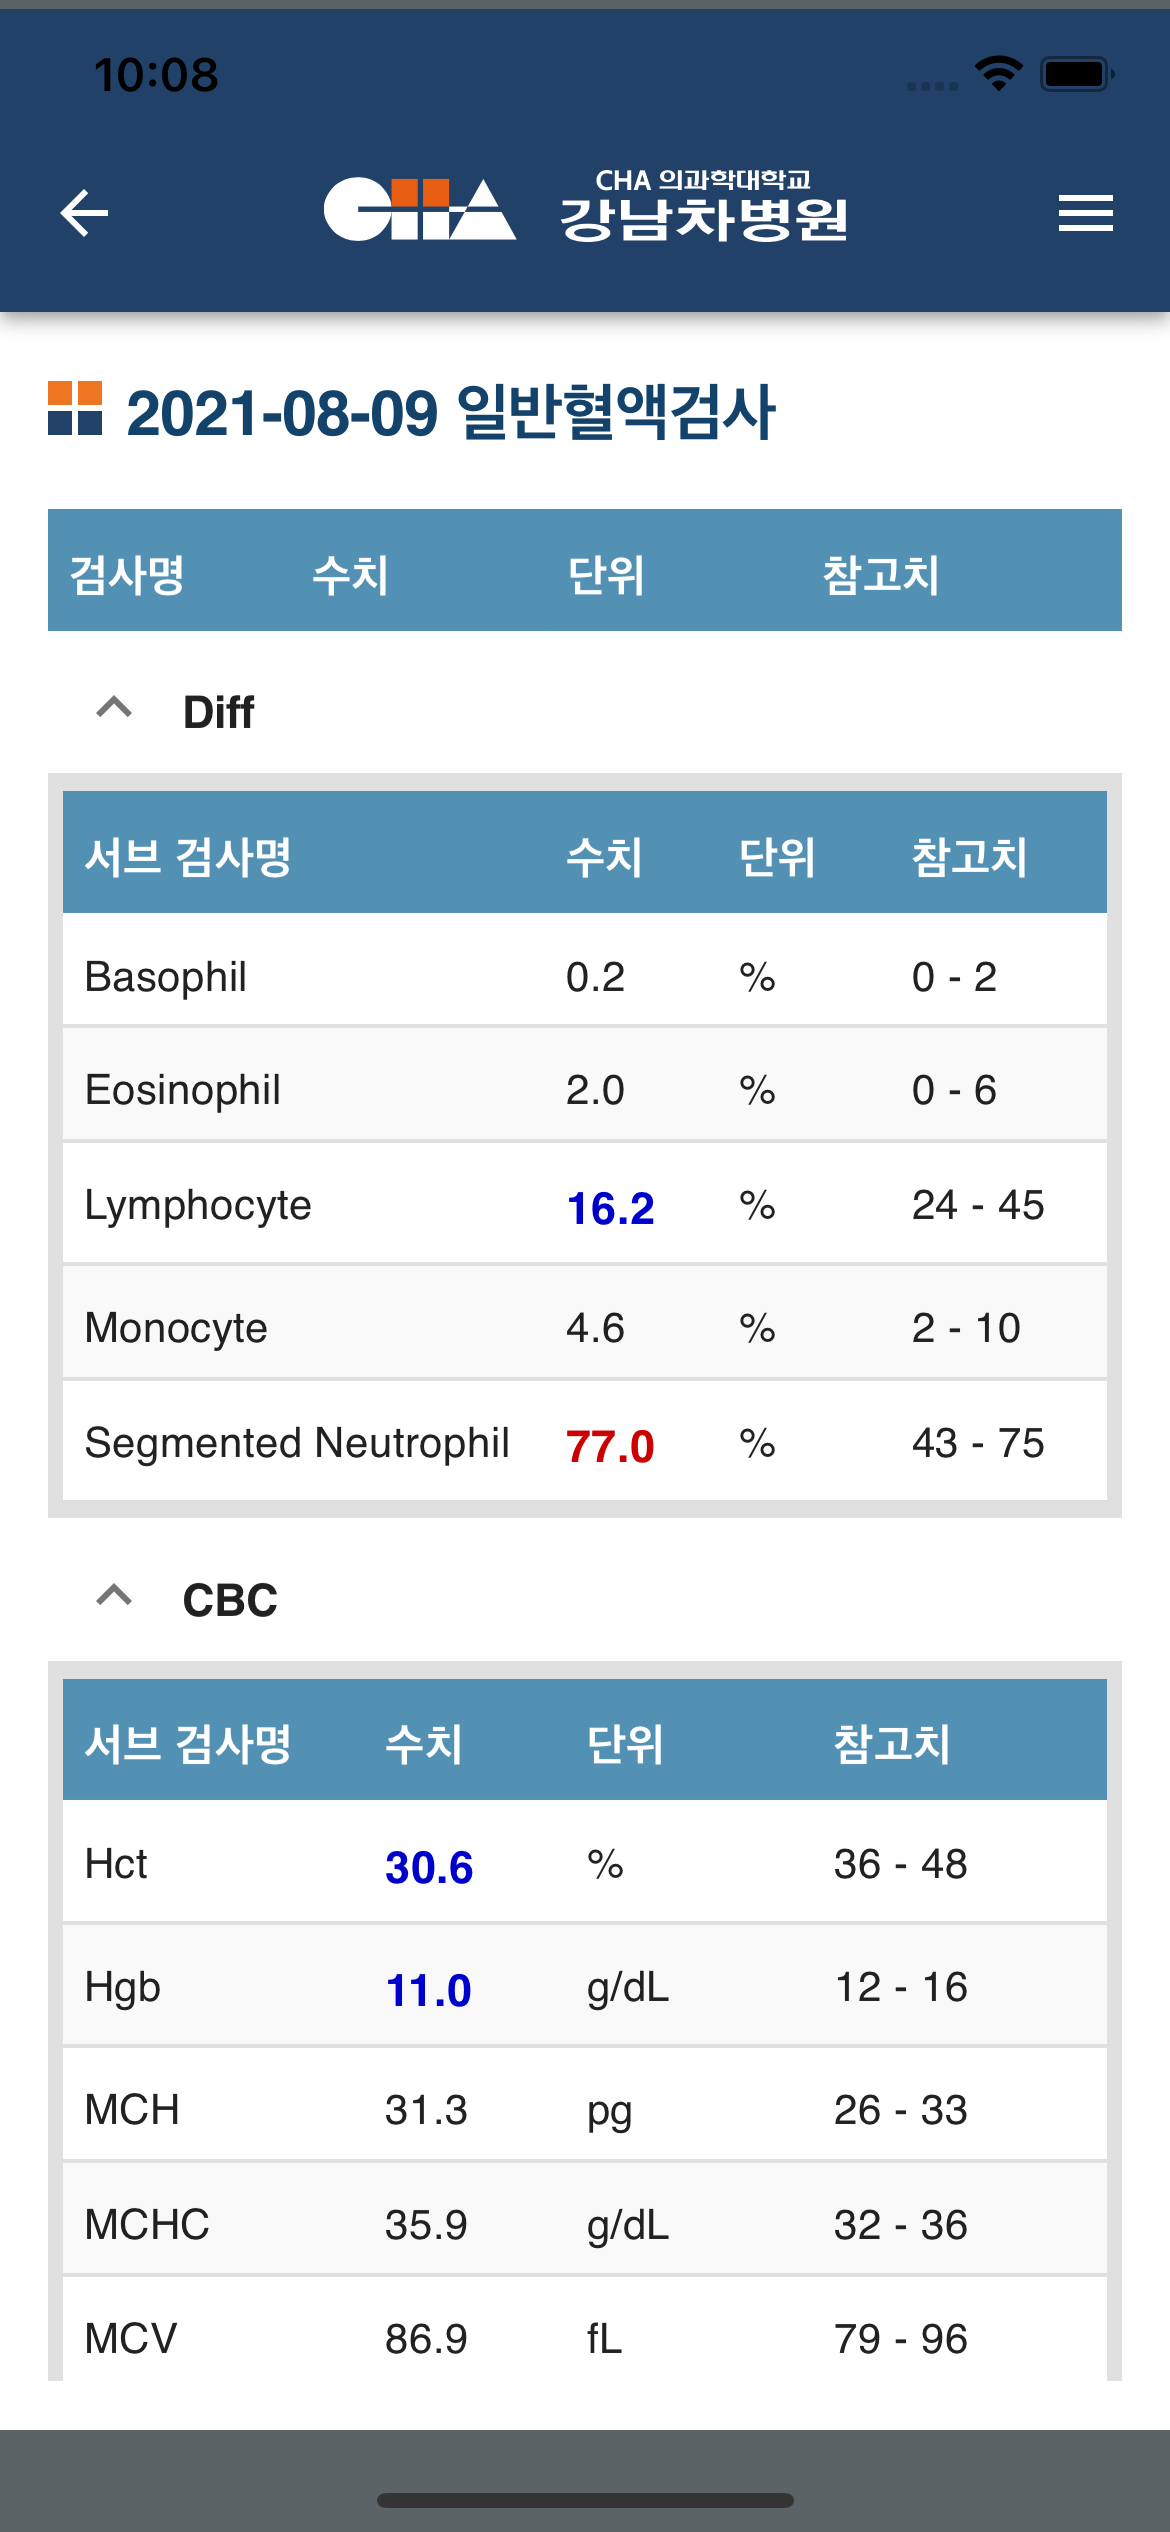 10:08
CHA
CHA 의과학대학교
강남차병원
2021-08-09 일반혈액검사
검사명 수치 단위 참고치
Diff
서브 검사명 수치 단위 참고치
Basophil 0.2 % 0 - 2
Eosinophil 2.0 % 0 - 6
Lymphocyte 16.2 % 24 - 45
Monocyte 4.6 % 2 - 10
Segmented Neutrophil 77.0 % 43 - 75
CBC
서브 검사명 수치 단위 참고치
Hct 30.6 % 36 - 48
Hgb 11.0 g/dL 12 - 16
MCH 31.3 pg 26 - 33
MCHC 35.9 g/dL 32 - 36
MCV 86.9 fL 79 - 96